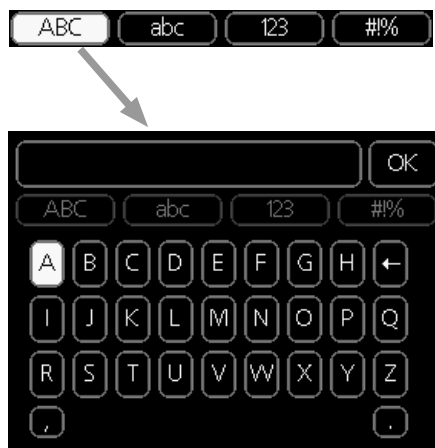 ABC abc 123 #!%
OK
ABC abc 123 #!%
A B C D E F G H ←
I J K L M N O P Q
R S T U V W X Y Z
, .